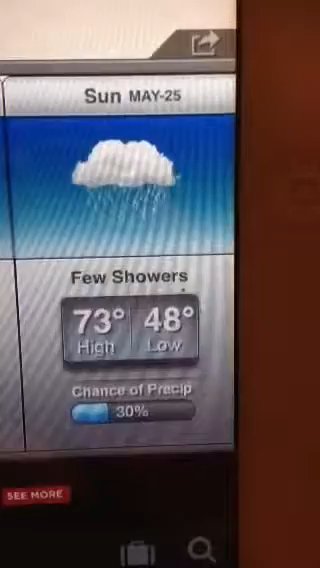 Sun MAY-25
Few Showers
73° 48°
High Low
Chance of Precip
30%
SEE MORE